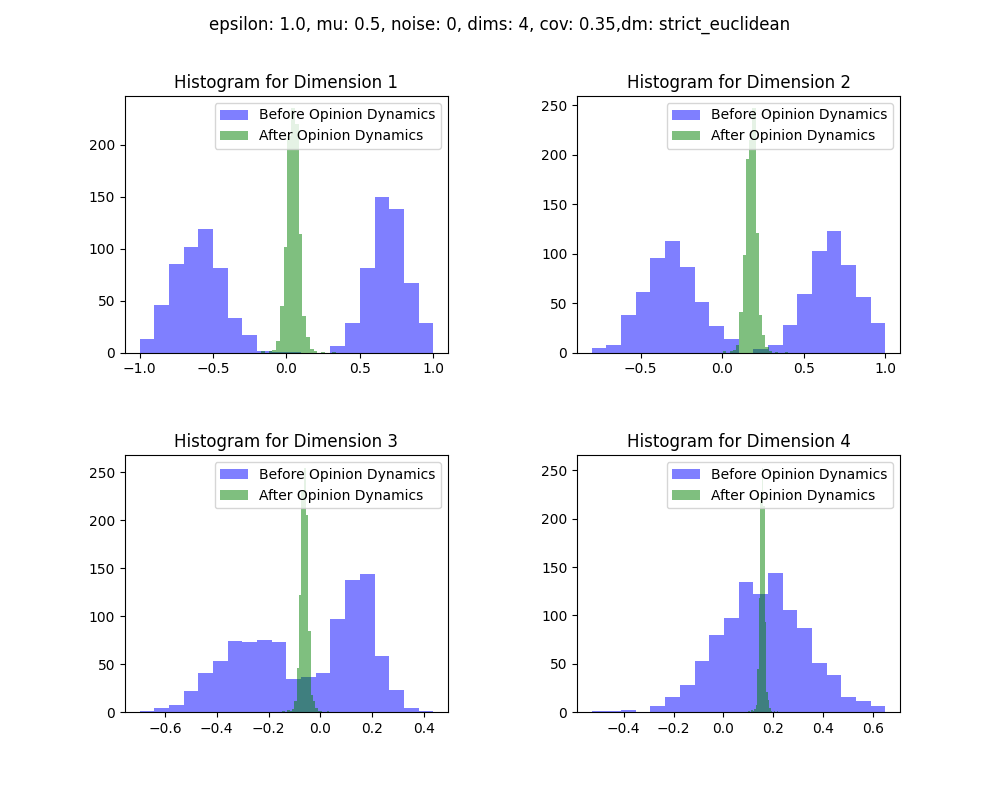 epsilon: 1.0, mu: 0.5, noise: 0, dims: 4, cov: 0.35,dm: strict_euclidean
Histogram for Dimension 1
Before Opinion Dynamics
After Opinion Dynamics
200
150
100
50
0
−1.0 −0.5 0.0 0.5 1.0
Histogram for Dimension 2
Before Opinion Dynamics
After Opinion Dynamics
250
200
150
100
50
0
−0.5 0.0 0.5 1.0
Histogram for Dimension 3
Before Opinion Dynamics
After Opinion Dynamics
250
200
150
100
50
0
−0.6 −0.4 −0.2 0.0 0.2 0.4
Histogram for Dimension 4
Before Opinion Dynamics
After Opinion Dynamics
250
200
150
100
50
0
−0.4 −0.2 0.0 0.2 0.4 0.6